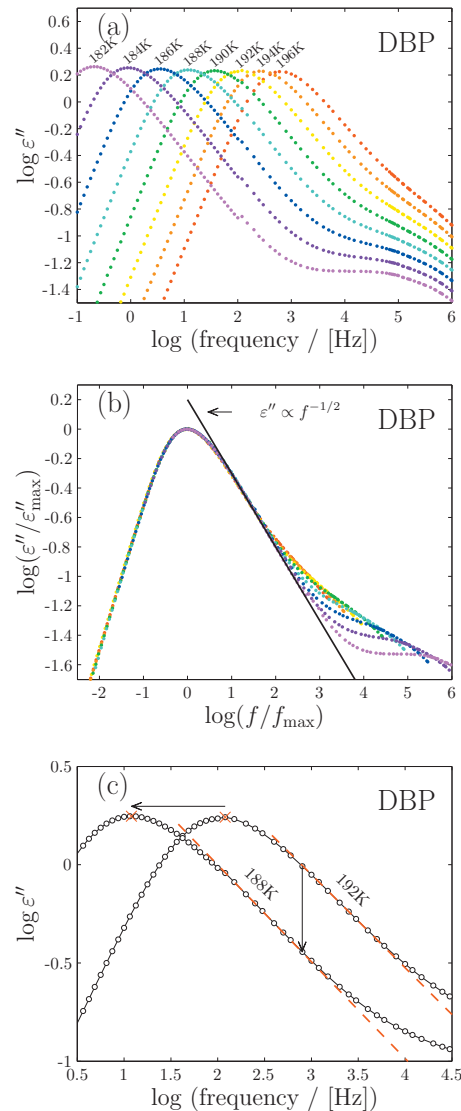 (a)
DBP
182K 184K 186K 188K 190K 192K 194K 196K
0.6
0.4
0.2
0
-0.2
-0.4
-0.6
-0.8
-1
-1.2
-1.4
log ε″
-1 0 1 2 3 4 5 6
log (frequency / [Hz])
(b)
DBP
ε″ ∝ f^{-1/2}
0.2
0
-0.2
-0.4
-0.6
-0.8
-1
-1.2
-1.4
-1.6
log(ε″/ε″max)
-2 -1 0 1 2 3 4 5 6
log(f/fmax)
(c)
DBP
188K
192K
0.5
0
-0.5
-1
log ε″
0.5 1 1.5 2 2.5 3 3.5 4 4.5
log (frequency / [Hz])